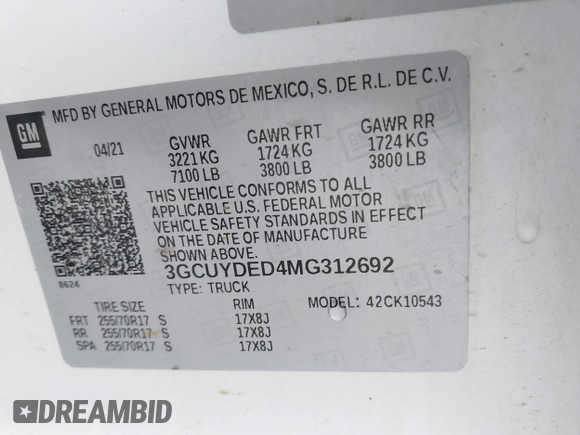 GM
MFD BY GENERAL MOTORS DE MEXICO, S. DE R.L. DE C.V.
04/21 GVWR GAWR FRT GAWR RR
3221 KG 1724 KG 1724 KG
7100 LB 3800 LB 3800 LB
THIS VEHICLE CONFORMS TO ALL
APPLICABLE U.S. FEDERAL MOTOR
VEHICLE SAFETY STANDARDS IN EFFECT
ON THE DATE OF MANUFACTURE
SHOWN ABOVE.
8624
3GCUYDED4MG312692
TYPE: TRUCK MODEL: 42CK10543
TIRE SIZE RIM
FRT 255/70R17 S 17X8J
RR 255/70R17 S 17X8J
SPA 255/70R17 S 17X8J
DREAMBID